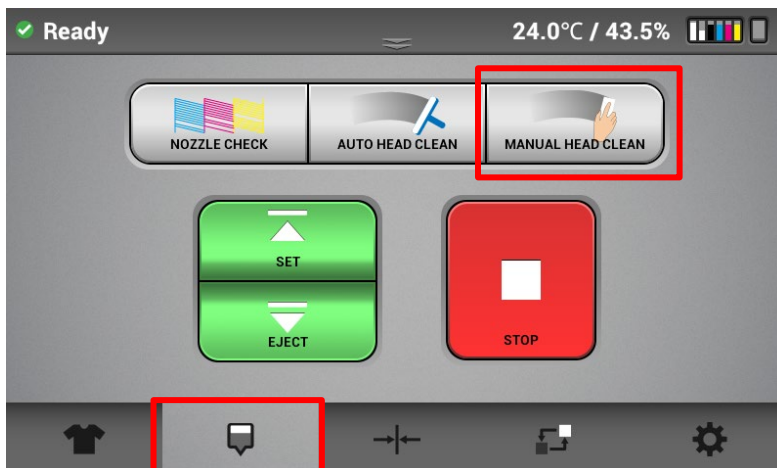 Ready 24.0°C / 43.5%
NOZZLE CHECK AUTO HEAD CLEAN MANUAL HEAD CLEAN
SET
EJECT STOP